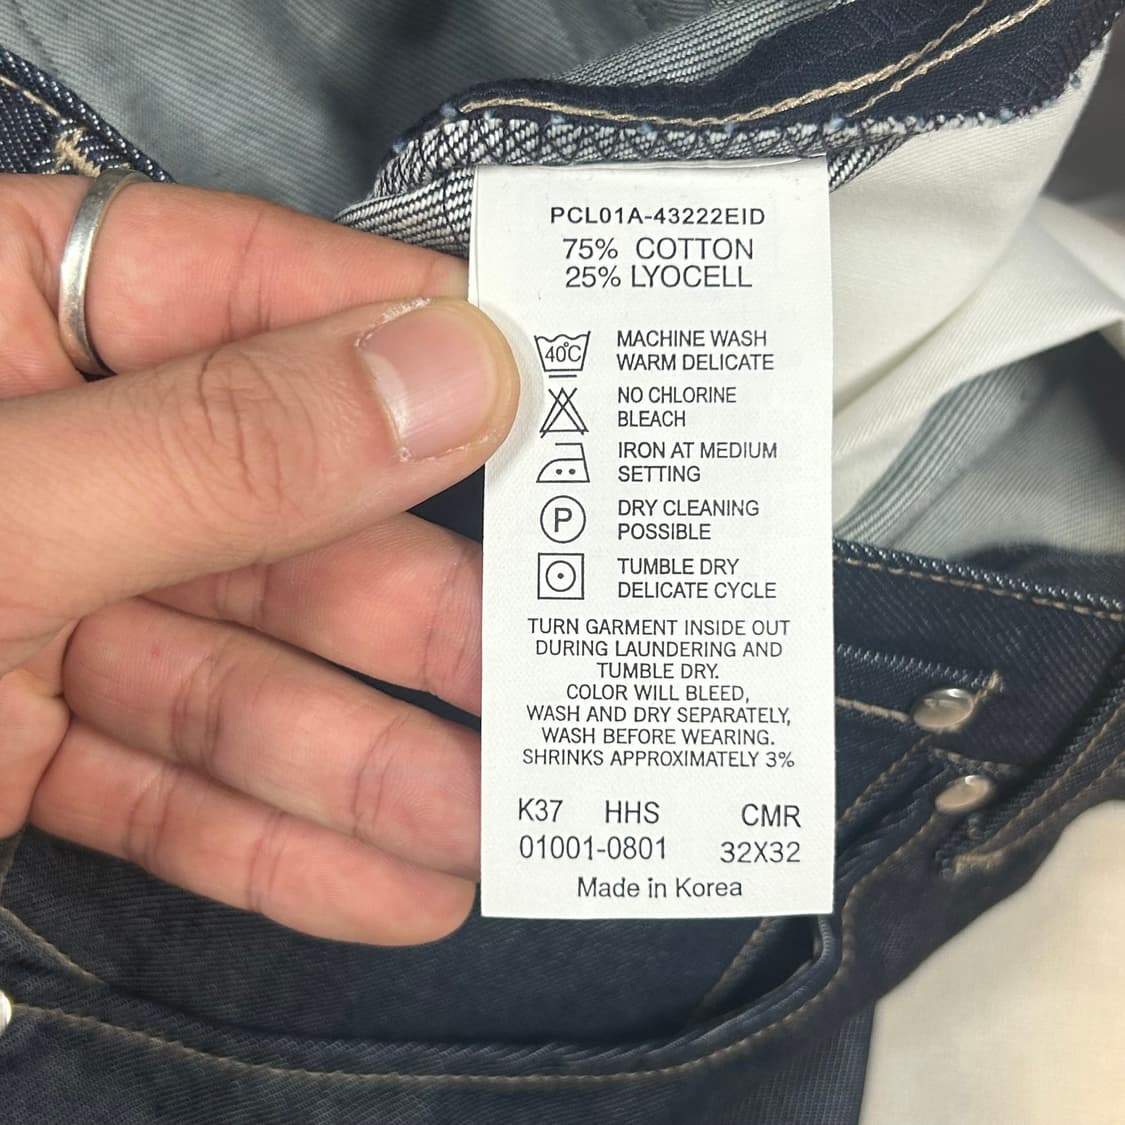 PCL01A-43222EID
75% COTTON
25% LYOCELL
40°C MACHINE WASH
WARM DELICATE
NO CHLORINE
BLEACH
IRON AT MEDIUM
SETTING
P DRY CLEANING
POSSIBLE
TUMBLE DRY
DELICATE CYCLE
TURN GARMENT INSIDE OUT
DURING LAUNDERING AND
TUMBLE DRY.
COLOR WILL BLEED,
WASH AND DRY SEPARATELY,
WASH BEFORE WEARING.
SHRINKS APPROXIMATELY 3%
K37 HHS CMR
01001-0801 32X32
Made in Korea